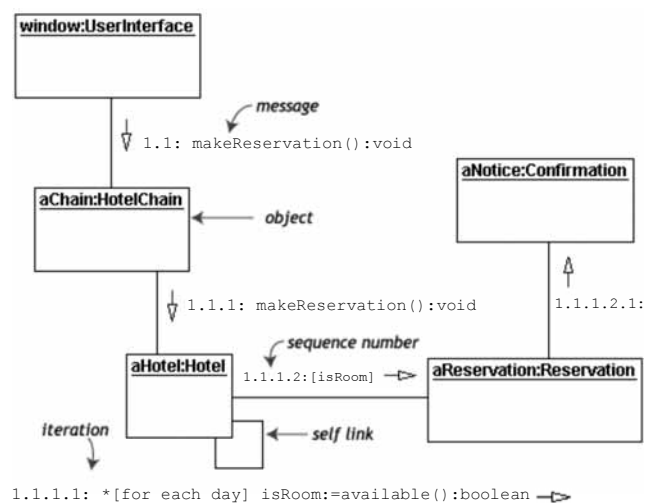 window:UserInterface
message
1.1: makeReservation():void
aChain:HotelChain
object
aNotice:Confirmation
1.1.1.2.1:
1.1.1: makeReservation():void
sequence number
aHotel:Hotel
1.1.1.2:[isRoom]
aReservation:Reservation
iteration
self link
1.1.1.1: *[for each day] isRoom:=available():boolean